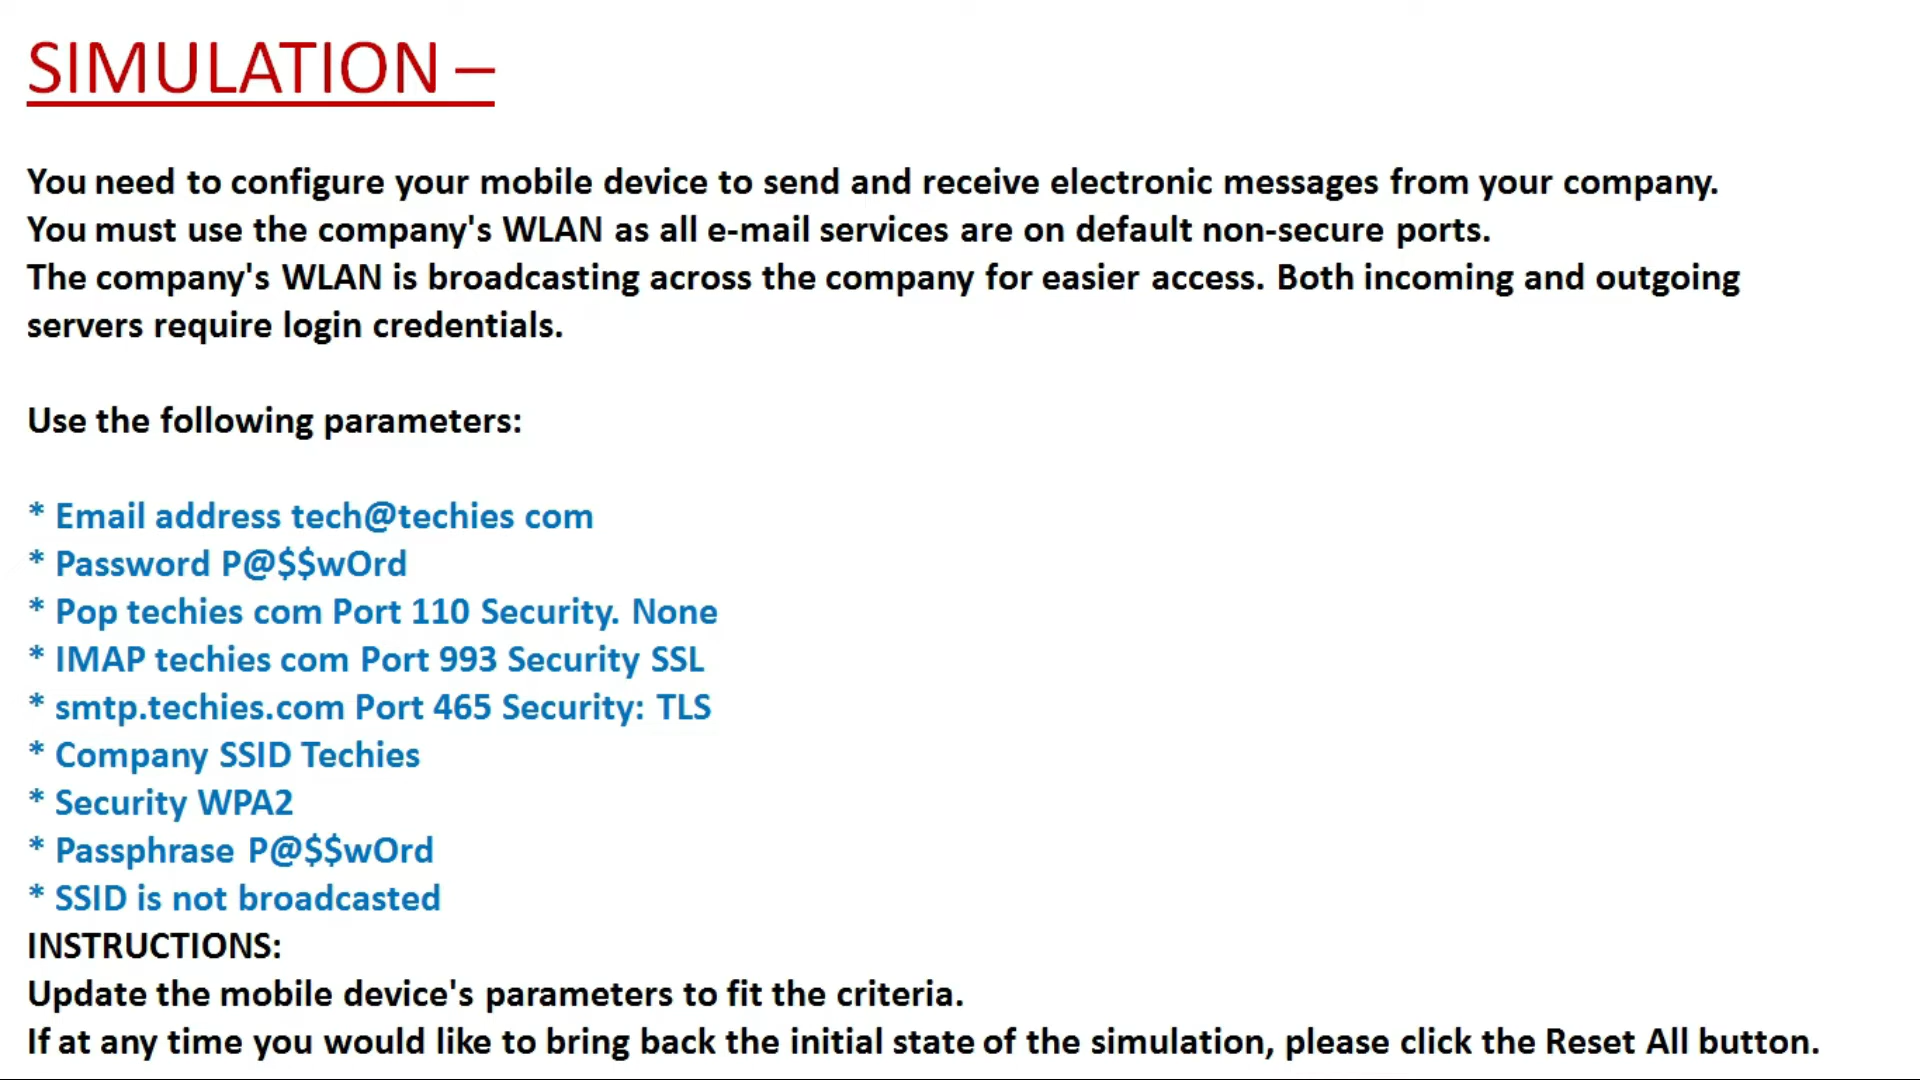 SIMULATION –
You need to configure your mobile device to send and receive electronic messages from your company.
You must use the company's WLAN as all e-mail services are on default non-secure ports.
The company's WLAN is broadcasting across the company for easier access. Both incoming and outgoing
servers require login credentials.
Use the following parameters:
* Email address tech@techies com
* Password P@$$wOrd
* Pop techies com Port 110 Security. None
* IMAP techies com Port 993 Security SSL
* smtp.techies.com Port 465 Security: TLS
* Company SSID Techies
* Security WPA2
* Passphrase P@$$wOrd
* SSID is not broadcasted
INSTRUCTIONS:
Update the mobile device's parameters to fit the criteria.
If at any time you would like to bring back the initial state of the simulation, please click the Reset All button.